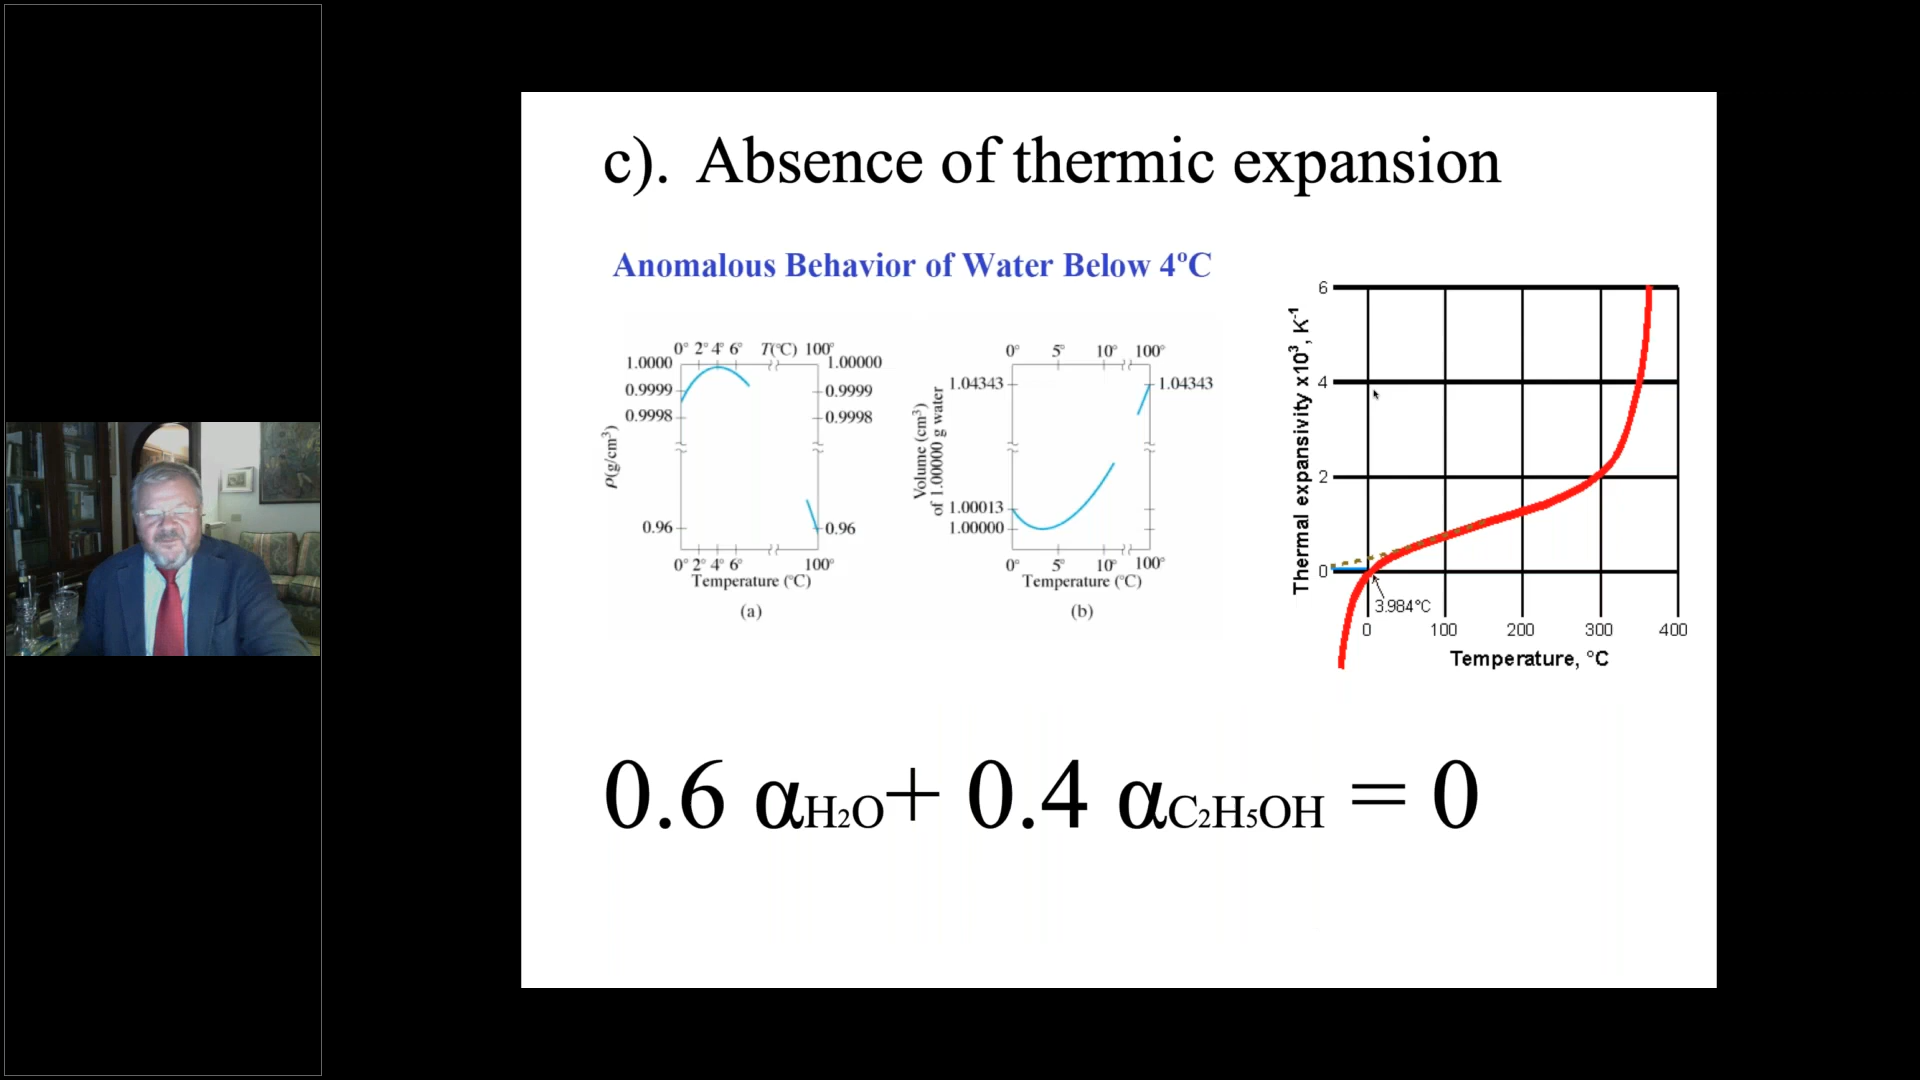 c). Absence of thermic expansion
Anomalous Behavior of Water Below 4ºC
0° 2° 4° 6° T(°C) 100°
1.0000
0.9999
0.9998
0.96
1.00000
0.9999
0.9998
0.96
ρ(g/cm³)
0° 2° 4° 6° 100°
Temperature (°C)
(a)
0° 5° 10° 100°
1.04343
1.00013
1.00000
1.04343
Volume (cm³)
of 1.00000 g water
0° 5° 10° 100°
Temperature (°C)
(b)
Thermal expansivity x10³, K⁻¹
6
4
2
0
3.984°C
0 100 200 300 400
Temperature, °C
0.6 αH₂O+ 0.4 αC₂H₅OH = 0